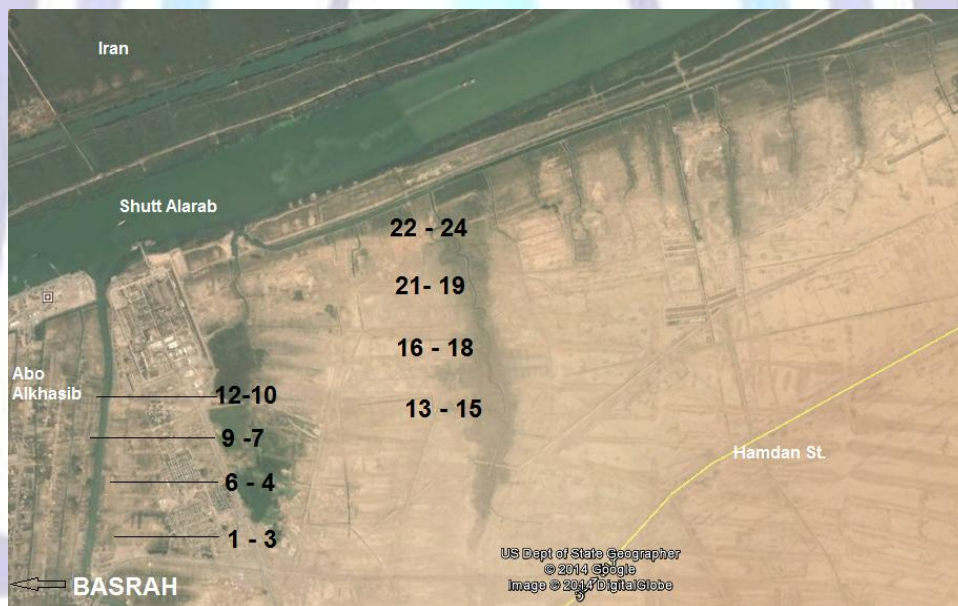 Iran
Shutt Alarab
22 - 24
21- 19
16 - 18
Abo
Alkhasib
12-10
13 - 15
9 -7
Hamdan St.
6 - 4
1 - 3
US Dept of State Geographer
© 2014 Google
Image © 2014 DigitalGlobe
BASRAH